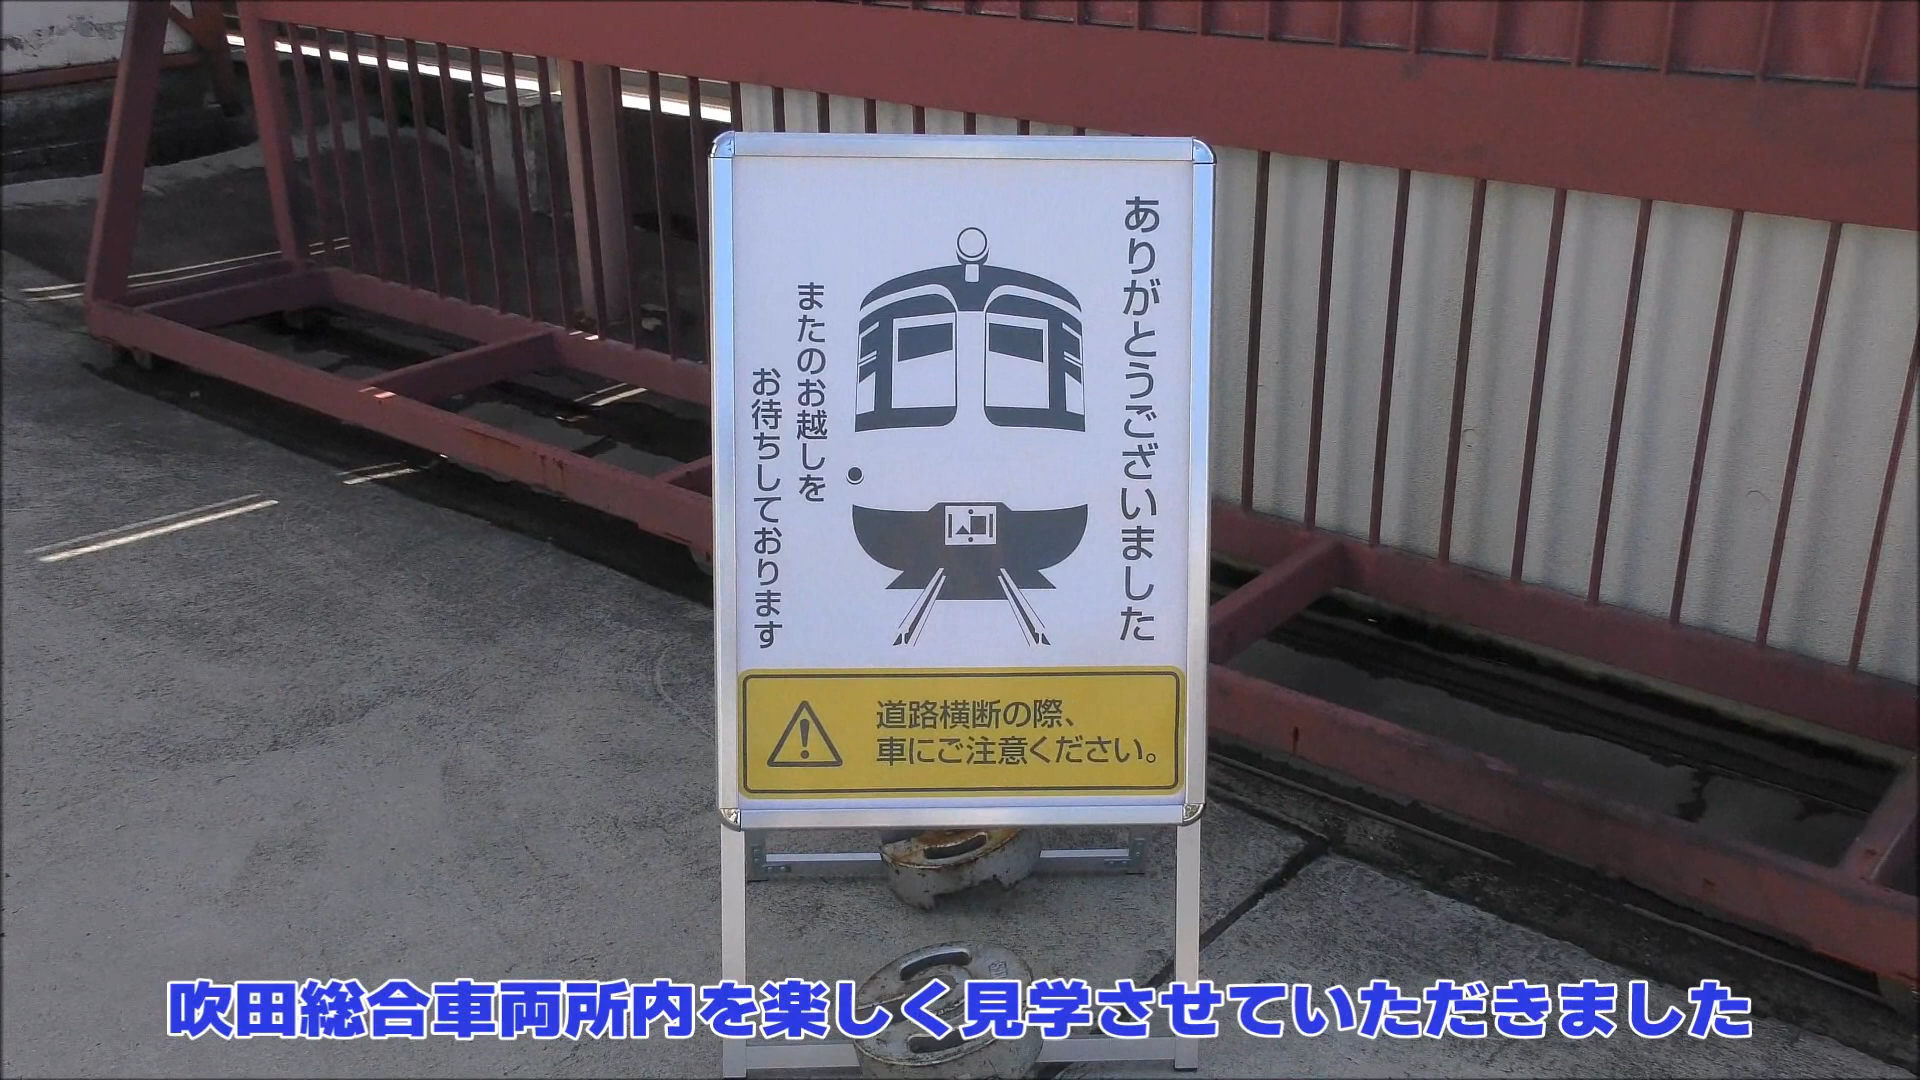 ありがとうございました
またのお越しを
お待ちしております
道路横断の際、
車にご注意ください。
吹田総合車両所内を楽しく見学させていただきました